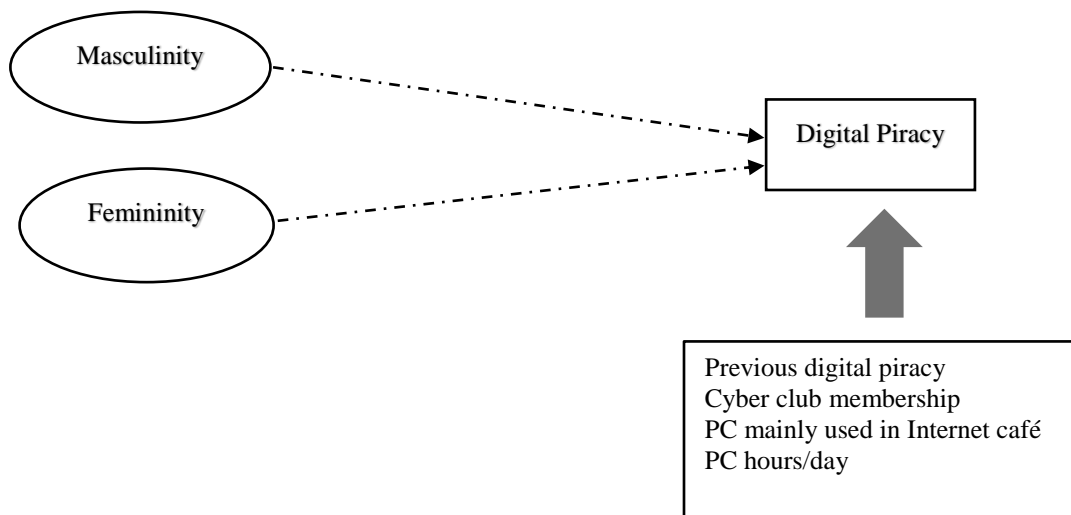 Masculinity
Digital Piracy
Femininity
Previous digital piracy
Cyber club membership
PC mainly used in Internet café
PC hours/day